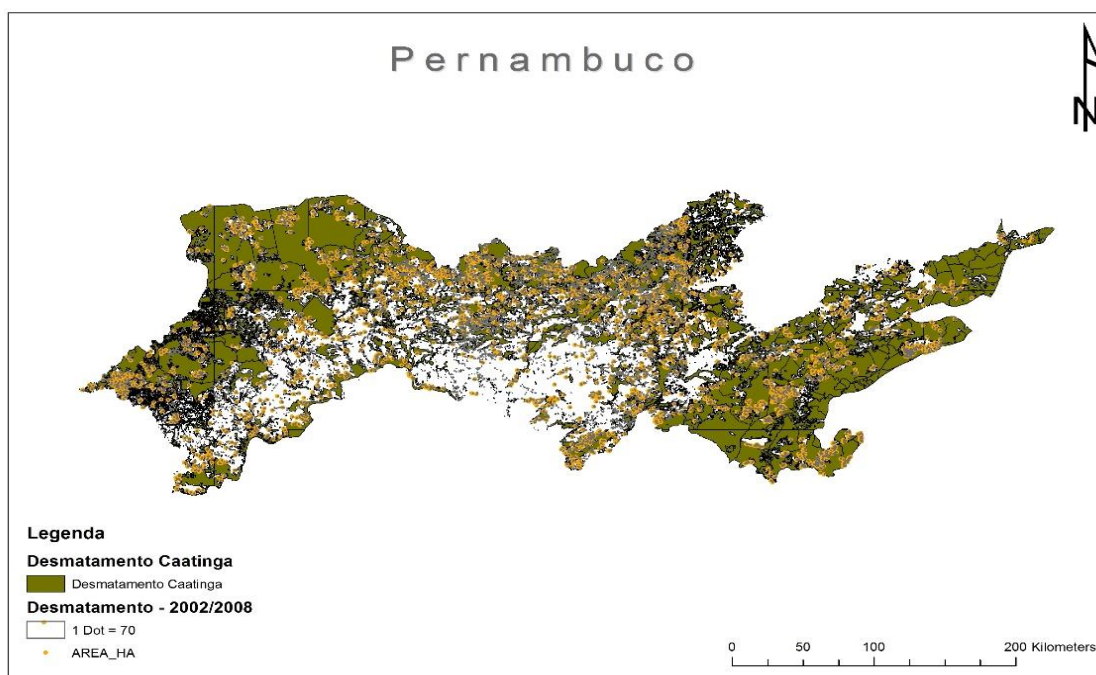 Pernambuco
N
Legenda
Desmatamento Caatinga
Desmatamento Caatinga
Desmatamento - 2002/2008
1 Dot = 70
AREA_HA
0 50 100 200 Kilometers